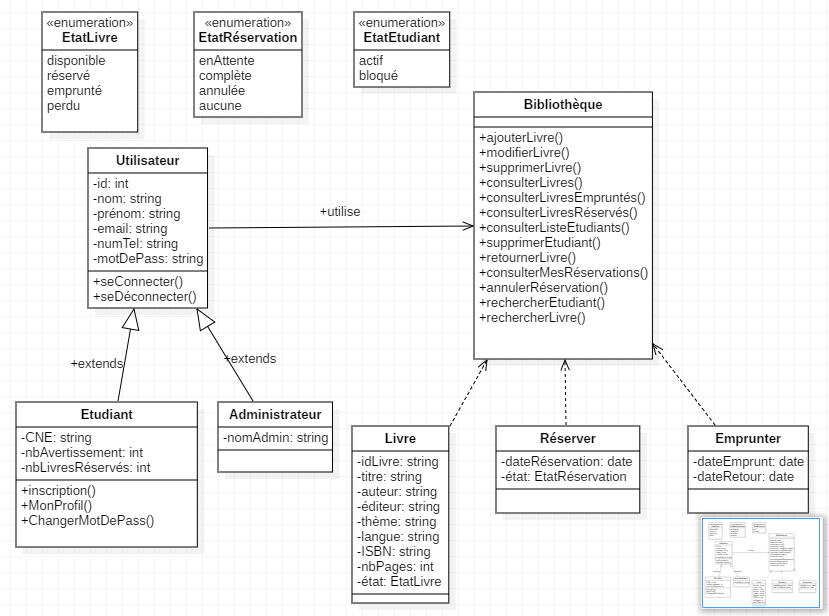 «enumeration»
EtatLivre
disponible
réservé
emprunté
perdu
«enumeration»
EtatRéservation
enAttente
complète
annulée
aucune
«enumeration»
EtatEtudiant
actif
bloqué
Bibliothèque
+ajouterLivre()
+modifierLivre()
+supprimerLivre()
+consulterLivres()
+consulterLivresEmpruntés()
+consulterLivresRéservés()
+consulterListeEtudiants()
+supprimerEtudiant()
+retournerLivre()
+consulterMesRéservations()
+annulerRéservation()
+rechercherEtudiant()
+rechercherLivre()
Utilisateur
-id: int
-nom: string
-prénom: string
-email: string
-numTel: string
-motDePass: string
+seConnecter()
+seDéconnecter()
+utilise
+extends
+extends
Etudiant
-CNE: string
-nbAvertissement: int
-nbLivresRéservés: int
+inscription()
+MonProfil()
+ChangerMotDePass()
Administrateur
-nomAdmin: string
Livre
-idLivre: string
-titre: string
-auteur: string
-éditeur: string
-thème: string
-langue: string
-ISBN: string
-nbPages: int
-état: EtatLivre
Réserver
-dateRéservation: date
-état: EtatRéservation
Emprunter
-dateEmprunt: date
-dateRetour: date